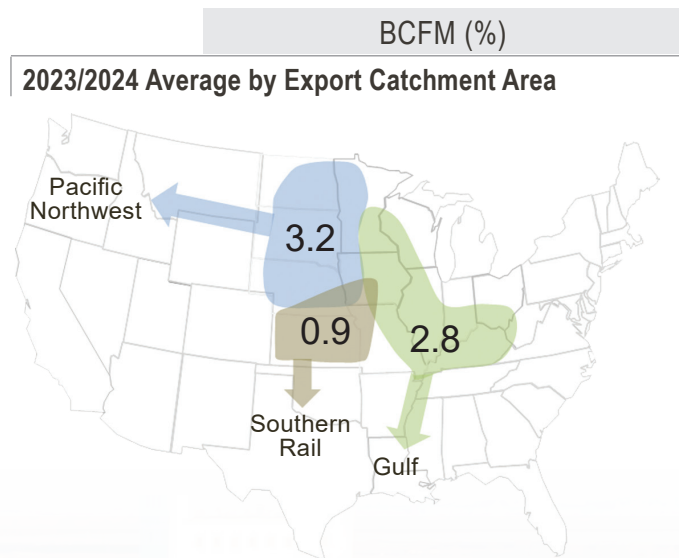 BCFM (%)
2023/2024 Average by Export Catchment Area
Pacific
Northwest
3.2
0.9
2.8
Southern
Rail
Gulf